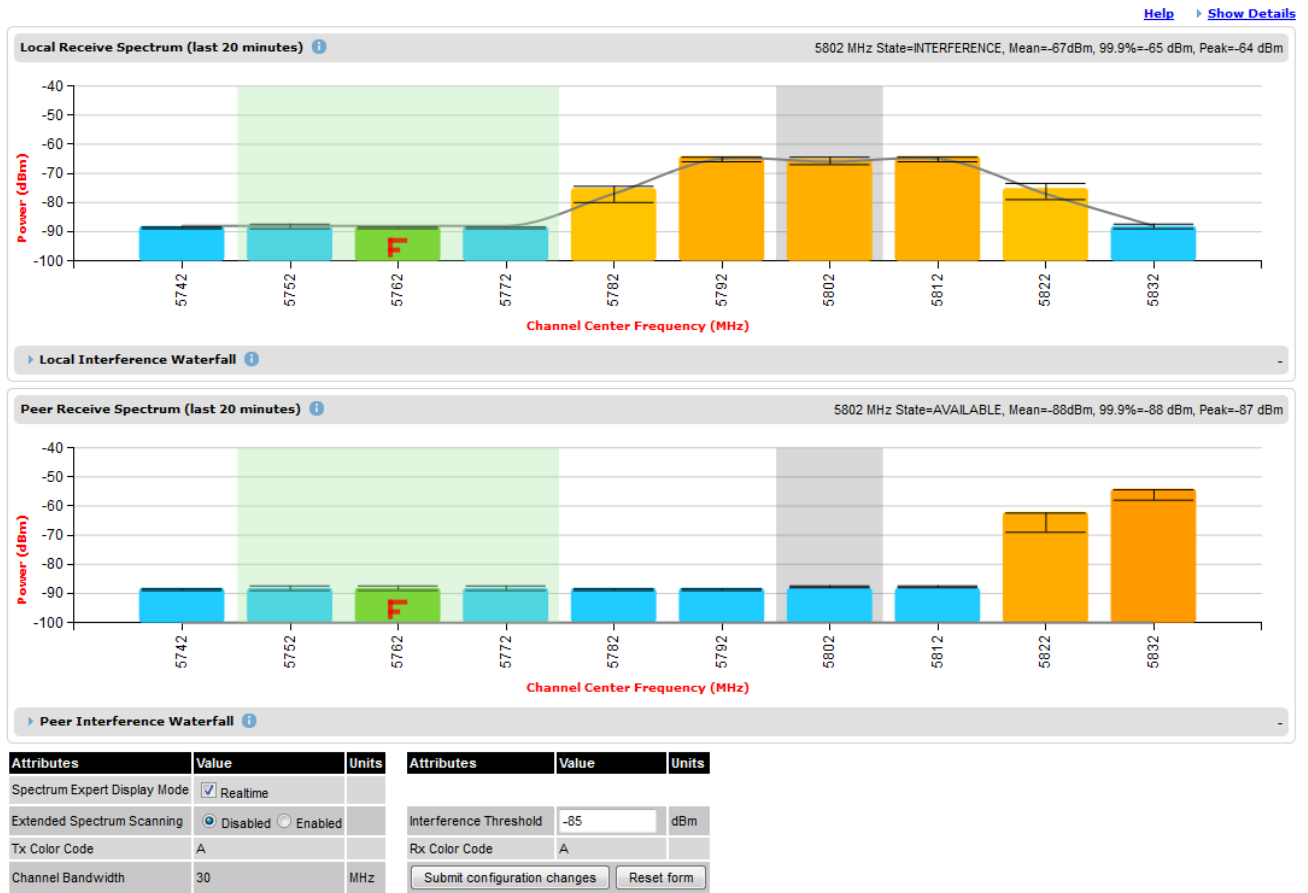 Help Show Details
Local Receive Spectrum (last 20 minutes) i 5802 MHz State=INTERFERENCE, Mean=-67dBm, 99.9%=-65 dBm, Peak=-64 dBm
Power (dBm)
-40
-50
-60
-70
-80
-90
-100
F
5742 5752 5762 5772 5782 5792 5802 5812 5822 5832
Channel Center Frequency (MHz)
Local Interference Waterfall i -
Peer Receive Spectrum (last 20 minutes) i 5802 MHz State=AVAILABLE, Mean=-88dBm, 99.9%=-88 dBm, Peak=-87 dBm
Power (dBm)
-40
-50
-60
-70
-80
-90
-100
F
5742 5752 5762 5772 5782 5792 5802 5812 5822 5832
Channel Center Frequency (MHz)
Peer Interference Waterfall i -
Attributes Value Units Attributes Value Units
Spectrum Expert Display Mode Realtime
Extended Spectrum Scanning Disabled Enabled Interference Threshold -85 dBm
Tx Color Code A Rx Color Code A
Channel Bandwidth 30 MHz Submit configuration changes Reset form